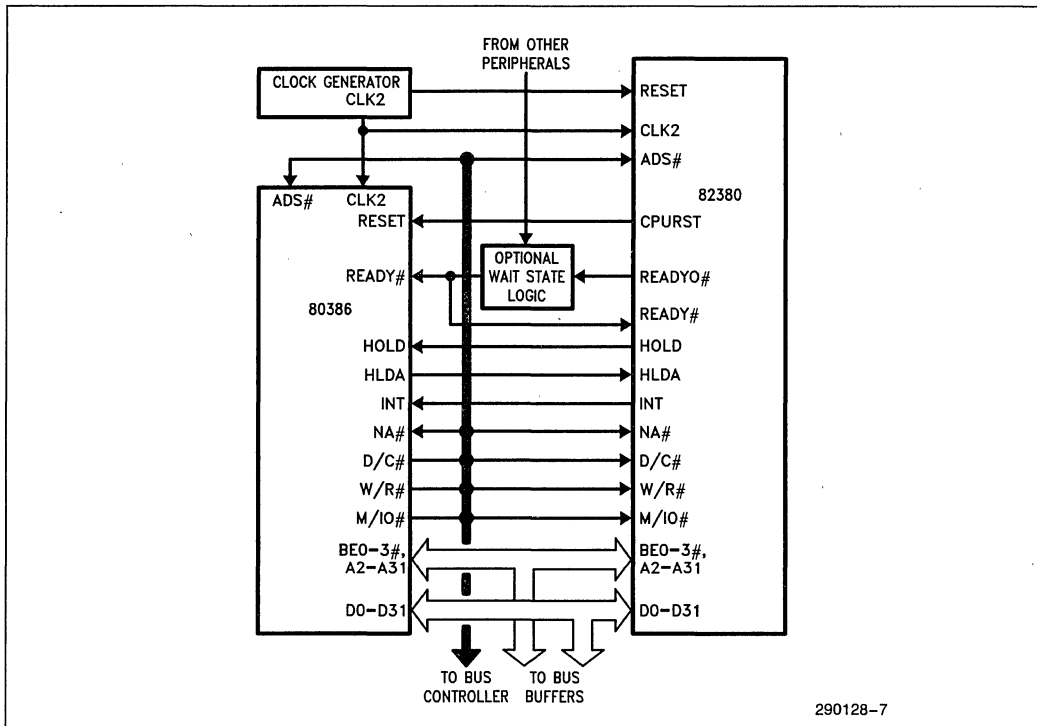 FROM OTHER
PERIPHERALS
CLOCK GENERATOR
CLK2
RESET
CLK2
ADS#
82380
ADS#
CLK2
RESET
CPURST
OPTIONAL
WAIT STATE
LOGIC
READY#
READYO#
80386
READY#
HOLD
HOLD
HLDA
HLDA
INT
INT
NA#
NA#
D/C#
D/C#
W/R#
W/R#
M/IO#
M/IO#
BE0-3#,
A2-A31
BE0-3#,
A2-A31
D0-D31
D0-D31
TO BUS
CONTROLLER
TO BUS
BUFFERS
290128-7